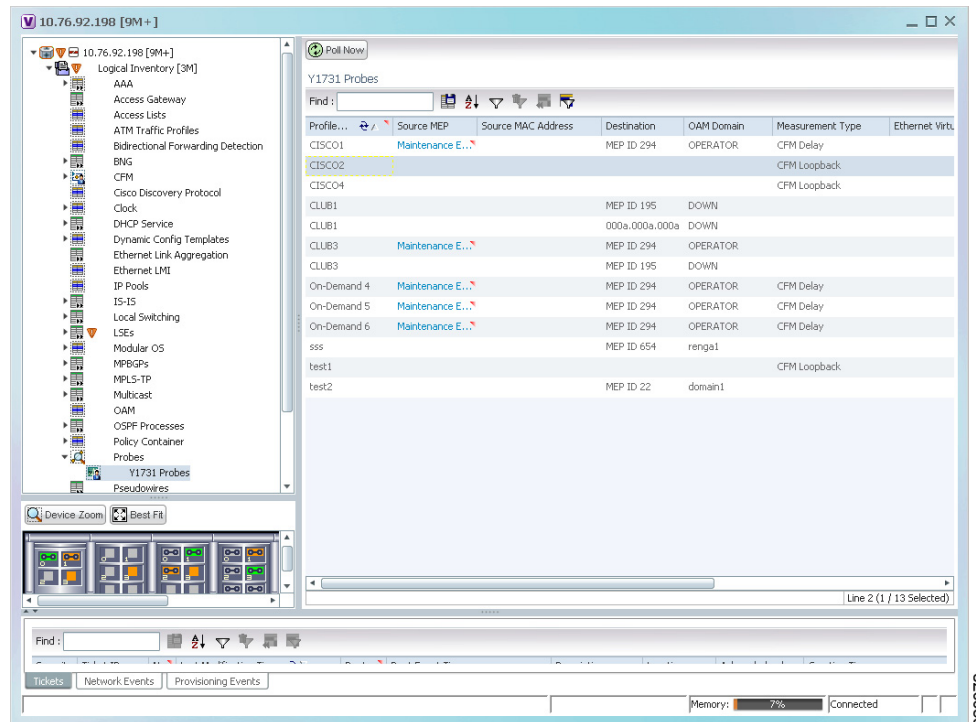 V 10.76.92.198 [9M+]
10.76.92.198 [9M+]
Logical Inventory [3M]
AAA
Access Gateway
Access Lists
ATM Traffic Profiles
Bidirectional Forwarding Detection
BNG
CFM
Cisco Discovery Protocol
Clock
DHCP Service
Dynamic Config Templates
Ethernet Link Aggregation
Ethernet LMI
IP Pools
IS-IS
Local Switching
LSEs
Modular OS
MPBGPs
MPLS-TP
Multicast
OAM
OSPF Processes
Policy Container
Probes
Y1731 Probes
Pseudowires
Device Zoom Best Fit
Poll Now
Y1731 Probes
Find :
Profile... Source MEP Source MAC Address Destination OAM Domain Measurement Type Ethernet Virtu
CISCO1 Maintenance E... MEP ID 294 OPERATOR CFM Delay
CISCO2 CFM Loopback
CISCO4 CFM Loopback
CLUB1 MEP ID 195 DOWN
CLUB1 000a.000a.000a DOWN
CLUB3 Maintenance E... MEP ID 294 OPERATOR
CLUB3 MEP ID 195 DOWN
On-Demand 4 Maintenance E... MEP ID 294 OPERATOR CFM Delay
On-Demand 5 Maintenance E... MEP ID 294 OPERATOR CFM Delay
On-Demand 6 Maintenance E... MEP ID 294 OPERATOR CFM Delay
sss MEP ID 654 renga1
test1 CFM Loopback
test2 MEP ID 22 domain1
Line 2 (1 / 13 Selected)
Find :
Tickets Network Events Provisioning Events
Memory: 7% Connected